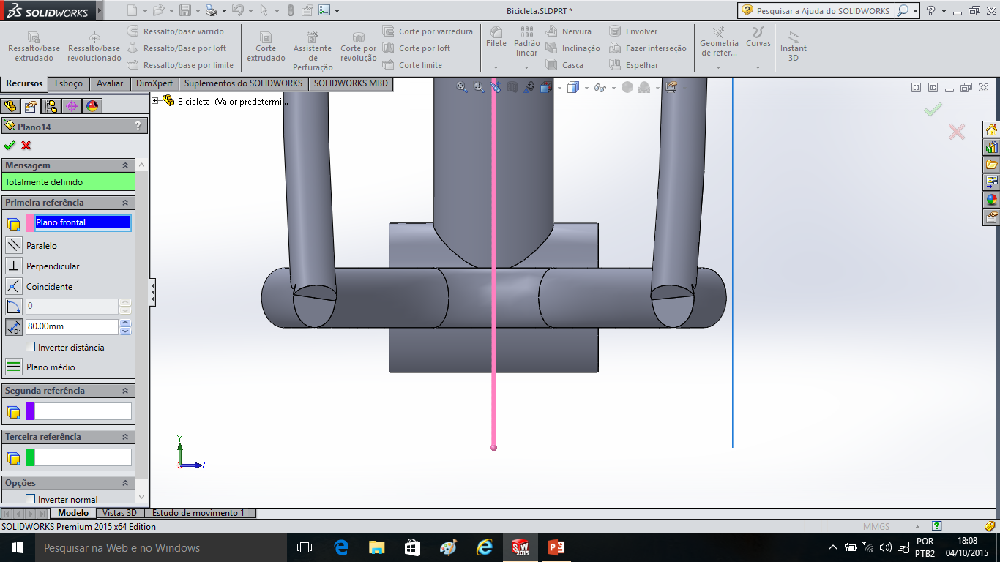 SOLIDWORKS
Bicicleta.SLDPRT *
Pesquisar a Ajuda do SOLIDWORKS
Ressalto/base extrudado
Ressalto/base revolucionado
Ressalto/base varrido
Ressalto/Base por loft
Ressalto/base por limite
Corte extrudado
Assistente de Perfuração
Corte por revolução
Corte por varredura
Corte por loft
Corte limite
Filete
Padrão linear
Nervura
Inclinação
Casca
Envolver
Fazer interseção
Espelhar
Geometria de refer...
Curvas
Instant 3D
Recursos
Esboço
Avaliar
DimXpert
Suplementos do SOLIDWORKS
SOLIDWORKS MBD
Bicicleta (Valor predetermi...
Plano14
?
Mensagem
Totalmente definido
Primeira referência
Plano frontal
Paralelo
Perpendicular
Coincidente
0
D1
80.00mm
Inverter distância
Plano médio
Segunda referência
Terceira referência
Opções
Inverter normal
Y
Z
Modelo
Vistas 3D
Estudo de movimento 1
SOLIDWORKS Premium 2015 x64 Edition
MMGS
?
Pesquisar na Web e no Windows
SW
2015
POR
PTB2
18:08
04/10/2015